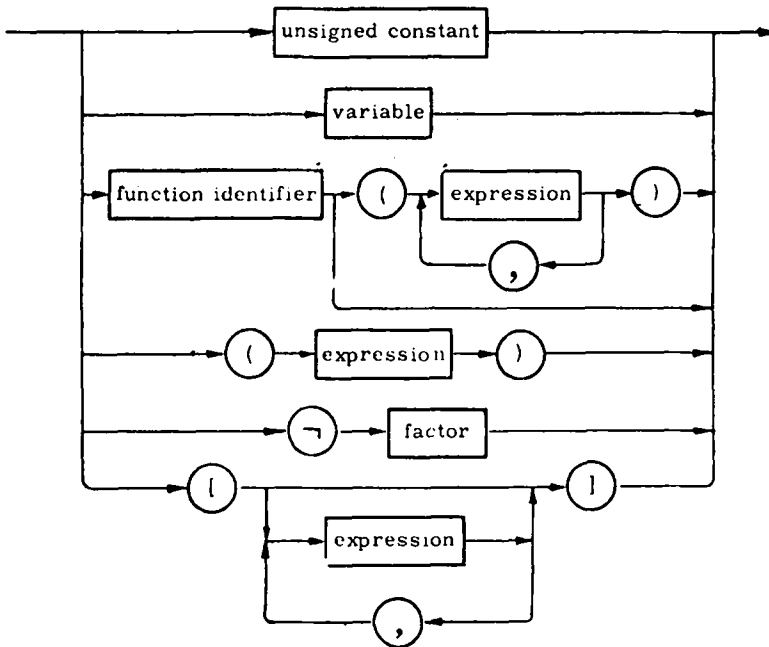 unsigned constant
variable
function identifier ( expression )
,
( expression )
¬ factor
[ ]
expression
,